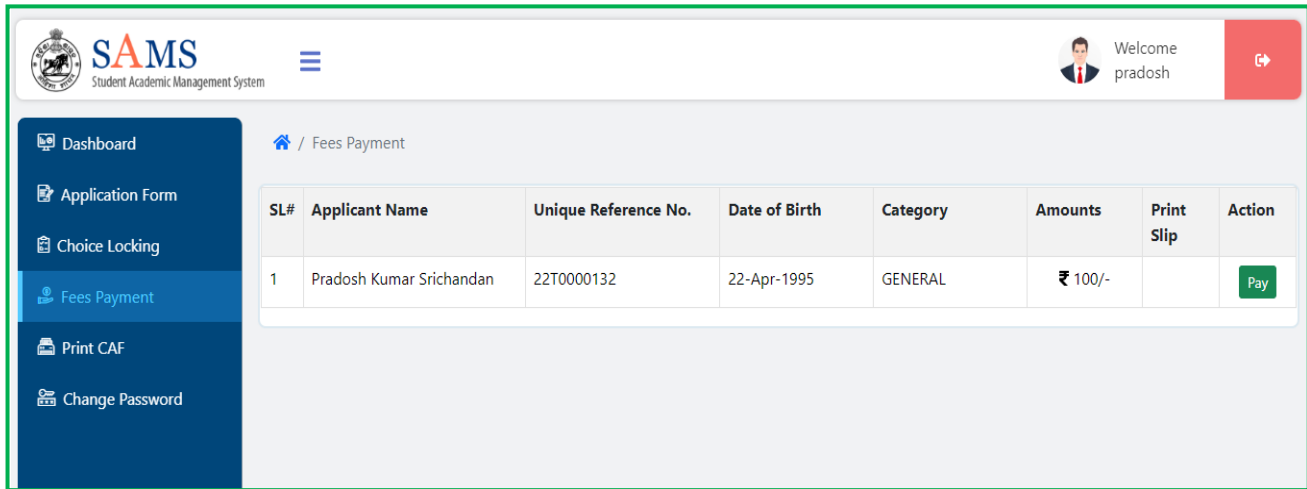 SAMS
Student Academic Management System
Welcome
pradosh
Dashboard
Application Form
Choice Locking
Fees Payment
Print CAF
Change Password
/ Fees Payment
SL# Applicant Name Unique Reference No. Date of Birth Category Amounts Print Slip Action
1 Pradosh Kumar Srichandan 22T0000132 22-Apr-1995 GENERAL ₹ 100/- Pay